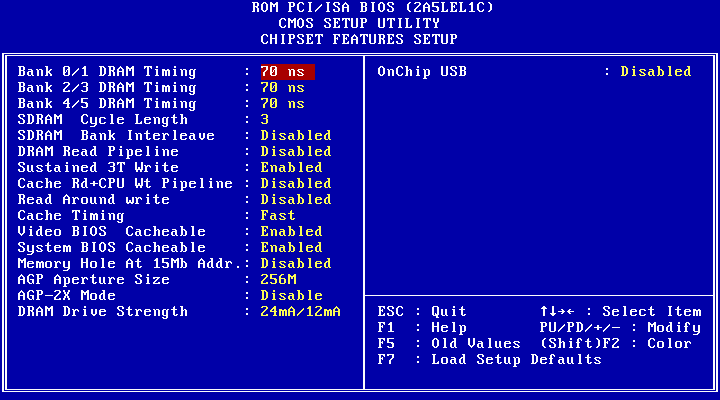 ROM PCI/ISA BIOS (2A5LEL1C)
CMOS SETUP UTILITY
CHIPSET FEATURES SETUP
Bank 0/1 DRAM Timing : 70 ns
Bank 2/3 DRAM Timing : 70 ns
Bank 4/5 DRAM Timing : 70 ns
SDRAM Cycle Length : 3
SDRAM Bank Interleave : Disabled
DRAM Read Pipeline : Disabled
Sustained 3T Write : Enabled
Cache Rd+CPU Wt Pipeline : Disabled
Read Around write : Disabled
Cache Timing : Fast
Video BIOS Cacheable : Enabled
System BIOS Cacheable : Enabled
Memory Hole At 15Mb Addr.: Disabled
AGP Aperture Size : 256M
AGP-2X Mode : Disable
DRAM Drive Strength : 24mA/12mA
OnChip USB : Disabled
ESC : Quit ↑↓→← : Select Item
F1 : Help PU/PD/+/- : Modify
F5 : Old Values (Shift)F2 : Color
F7 : Load Setup Defaults